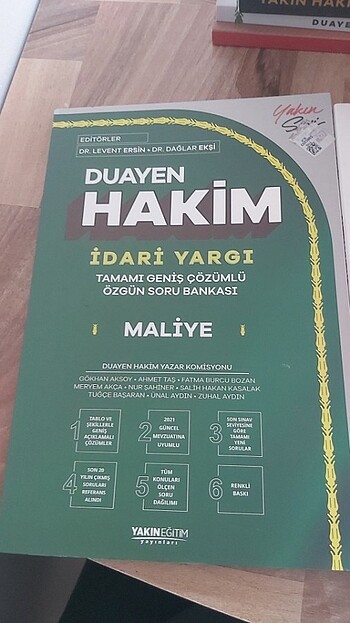 YAKIN HAKİM
DUAYE
Yakın
EDİTÖRLER
DR. LEVENT ERSİN • DR. DAĞLAR EKŞİ
DUAYEN
HAKİM
İDARİ YARGI
TAMAMI GENİŞ ÇÖZÜMLÜ
ÖZGÜN SORU BANKASI
MALİYE
DUAYEN HAKİM YAZAR KOMİSYONU
GÖKHAN AKSOY • AHMET TAŞ • FATMA BURCU BOZAN
MERYEM AKÇA • NUR ŞAHİNER • SALİH HAKAN KASALAK
TUĞÇE BAŞARAN • ÜNAL AYDIN • ZUHAL AYDIN
1
TABLO VE
ŞEKİLLERLE
GENİŞ
AÇIKLAMALI
ÇÖZÜMLER
2
2021
GÜNCEL
MEVZUATINA
UYUMLU
3
SON SINAV
SEVİYESİNE
GÖRE
TAMAMI
YENİ
SORULAR
4
SON 20
YILIN ÇIKMIŞ
SORULARI
REFERANS
ALINDI
5
TÜM
KONULARI
ÖLÇEN
SORU
DAĞILIMI
6
RENKLİ
BASKI
YAKIN EĞİTİM
yayınları